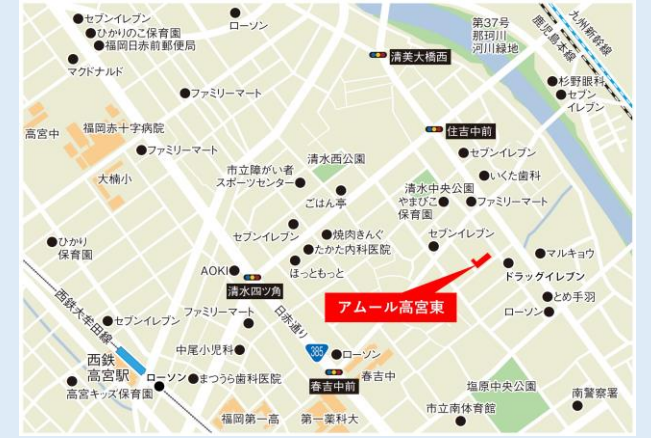 セブンイレブン
ひかりのこ保育園
福岡日赤前郵便局
マクドナルド
ローソン
清美大橋西
第37号
那珂川
河川緑地
九州新幹線
鹿児島本線
杉野眼科
セブン
イレブン
ファミリーマート
高宮中
福岡赤十字病院
ファミリーマート
大楠小
住吉中前
セブンイレブン
いくた歯科
清水西公園
市立障がい者
スポーツセンター
ごはん亭
清水中央公園
やまびこ
保育園
ファミリーマート
ひかり
保育園
セブンイレブン
焼肉きんぐ
たかた内科医院
ほっともっと
セブンイレブン
マルキョウ
ドラッグイレブン
AOKI
清水四ツ角
アムール高宮東
とめ手羽
ローソン
西鉄大牟田線
セブンイレブン
ファミリーマート
日赤通り
385
ローソン
中尾小児科
西鉄
高宮駅
ローソン
まつうら歯科医院
春吉中前
春吉中
高宮キッズ保育園
塩原中央公園
南警察署
市立南体育館
福岡第一高
第一薬科大